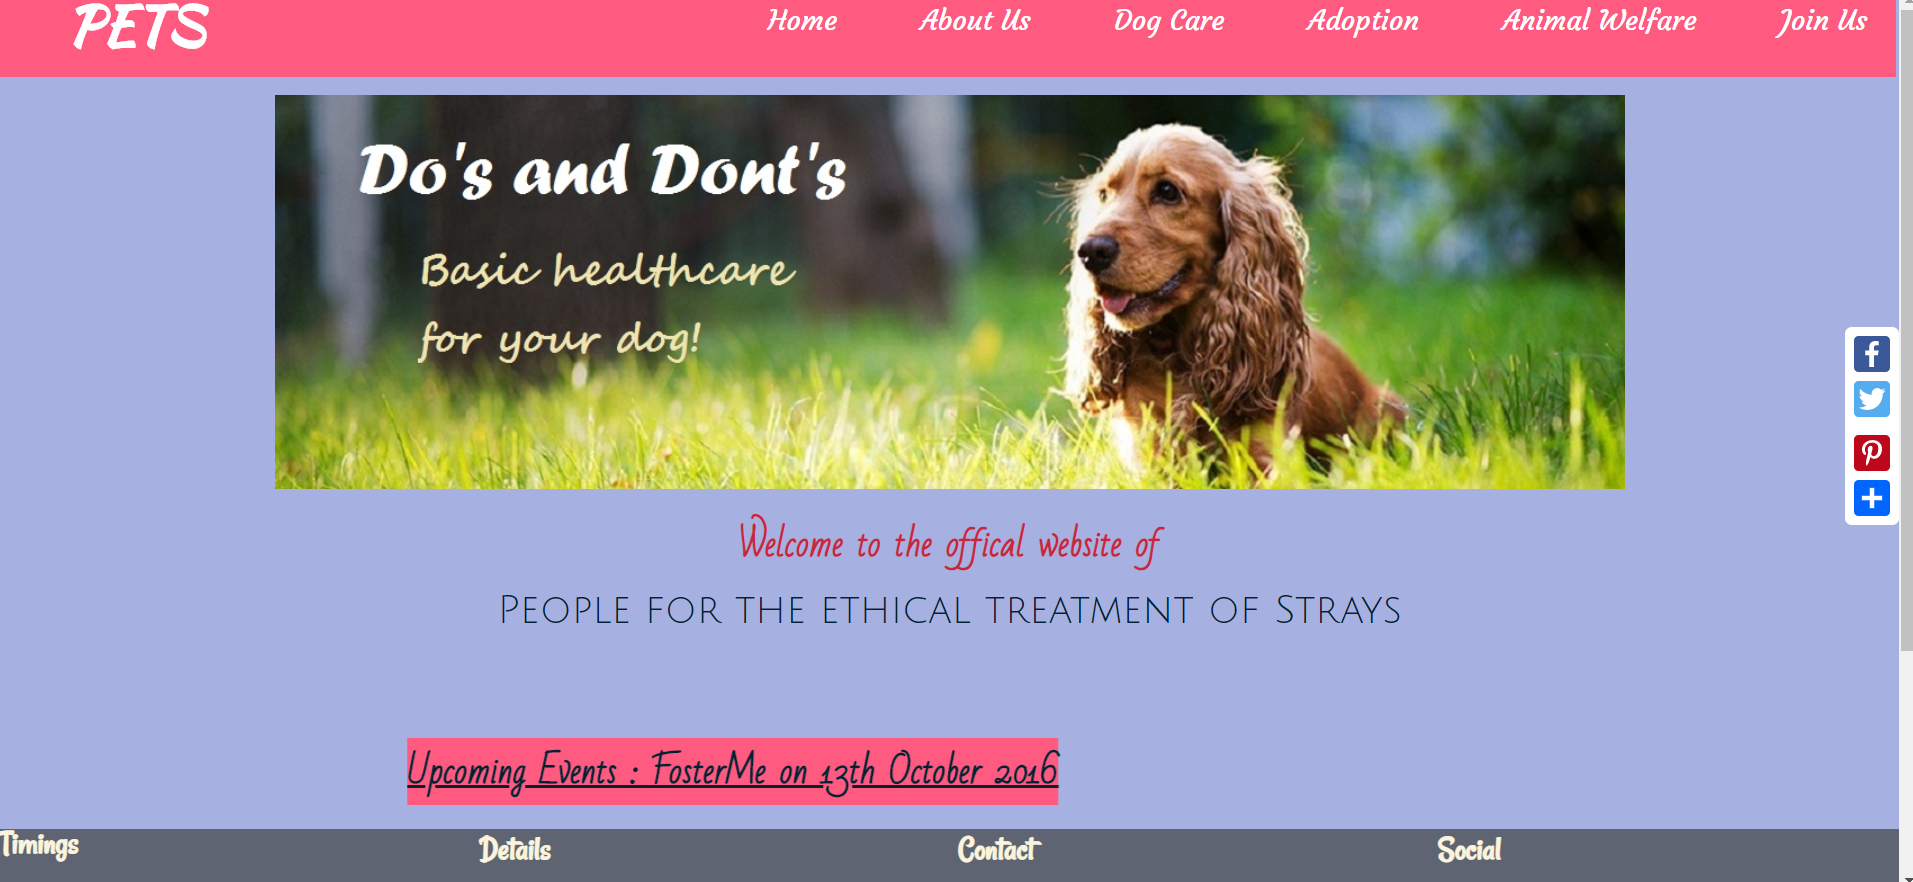 PETS
Home About Us Dog Care Adoption Animal Welfare Join Us
Do's and Dont's
Basic healthcare
for your dog!
Welcome to the offical website of
People for the ethical treatment of Strays
Upcoming Events : FosterMe on 13th October 2016
Timings Details Contact Social